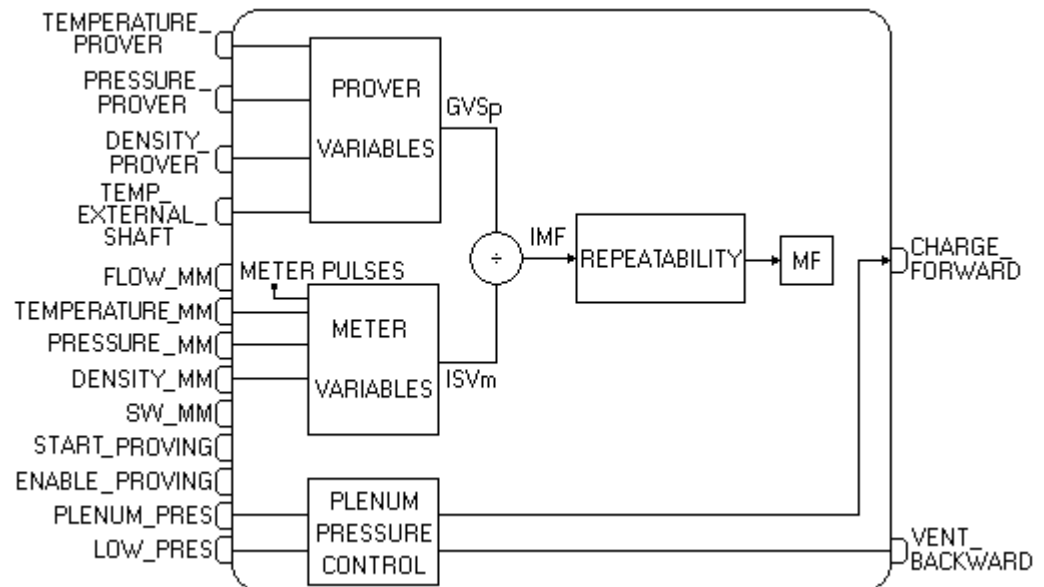 TEMPERATURE_
PROVER
PRESSURE_
PROVER
DENSITY_
PROVER
TEMP_
EXTERNAL_
SHAFT
FLOW_MM
TEMPERATURE_MM
PRESSURE_MM
DENSITY_MM
SW_MM
START_PROVING
ENABLE_PROVING
PLENUM_PRES
LOW_PRES
PROVER
VARIABLES
GVSp
METER PULSES
METER
VARIABLES
ISVm
÷
IMF
REPEATABILITY
MF
PLENUM
PRESSURE
CONTROL
CHARGE_
FORWARD
VENT_
BACKWARD